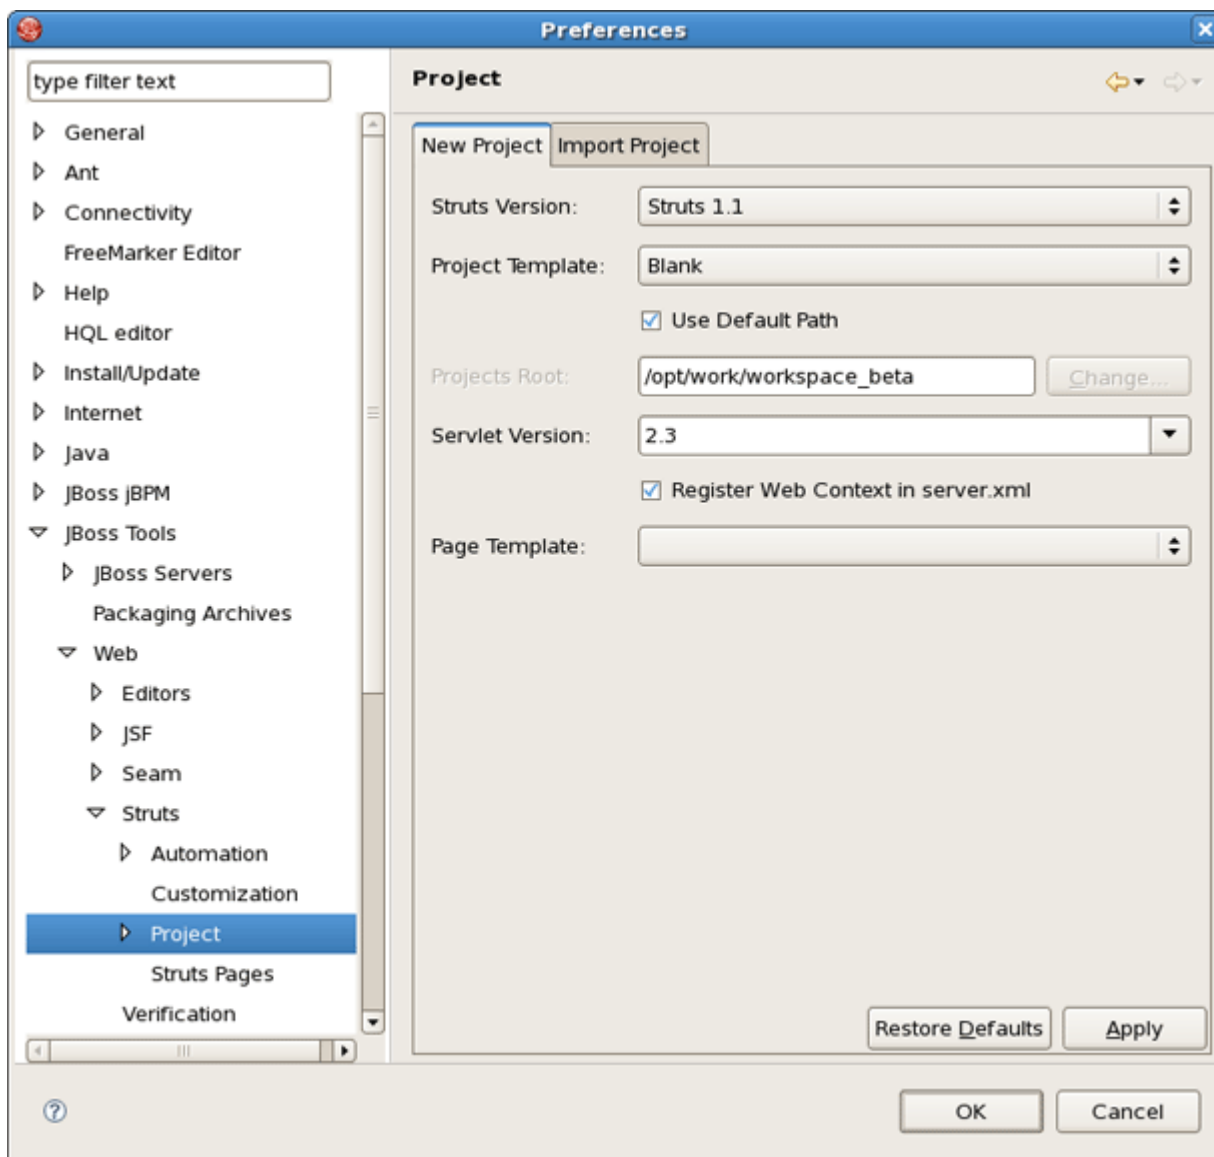 Preferences
type filter text
General
Ant
Connectivity
FreeMarker Editor
Help
HQL editor
Install/Update
Internet
Java
JBoss jBPM
JBoss Tools
JBoss Servers
Packaging Archives
Web
Editors
JSF
Seam
Struts
Automation
Customization
Project
Struts Pages
Verification
Project
New Project Import Project
Struts Version: Struts 1.1
Project Template: Blank
Use Default Path
Projects Root: /opt/work/workspace_beta Change...
Servlet Version: 2.3
Register Web Context in server.xml
Page Template:
Restore Defaults Apply
OK Cancel